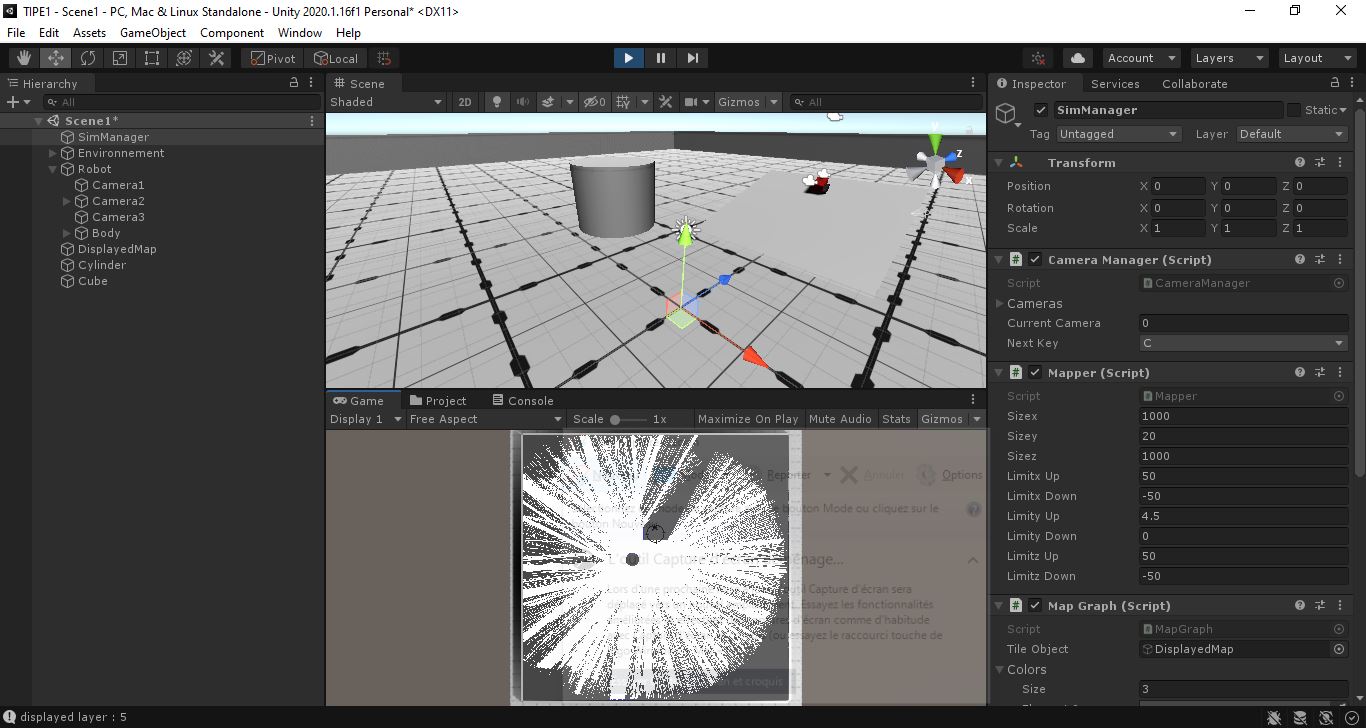 TIPE1 - Scene1 - PC, Mac & Linux Standalone - Unity 2020.1.16f1 Personal* <DX11>
File Edit Assets GameObject Component Window Help
Pivot Local Account Layers Layout
Hierarchy
All
Scene1*
SimManager
Environnement
Robot
Camera1
Camera2
Camera3
Body
DisplayedMap
Cylinder
Cube
Scene
Shaded 2D 0 Gizmos All
y
z
x
Game Project Console
Display 1 Free Aspect Scale 1x Maximize On Play Mute Audio Stats Gizmos
Reporter Annuler Options
bouton Mode ou cliquez sur le
L'outil Capture
énage...
Lors d'une
outil Capture d'écran sera
Essayez les fonctionnalités
d'écran comme d'habitude
(ou essayez le raccourci touche de
et croquis
Inspector Services Collaborate
SimManager Static
Tag Untagged Layer Default
Transform
Position X 0 Y 0 Z 0
Rotation X 0 Y 0 Z 0
Scale X 1 Y 1 Z 1
Camera Manager (Script)
Script CameraManager
Cameras
Current Camera 0
Next Key C
Mapper (Script)
Script Mapper
Sizex 1000
Sizey 20
Sizez 1000
Limitx Up 50
Limitx Down -50
Limity Up 4.5
Limity Down 0
Limitz Up 50
Limitz Down -50
Map Graph (Script)
Script MapGraph
Tile Object DisplayedMap
Colors
Size 3
displayed layer : 5